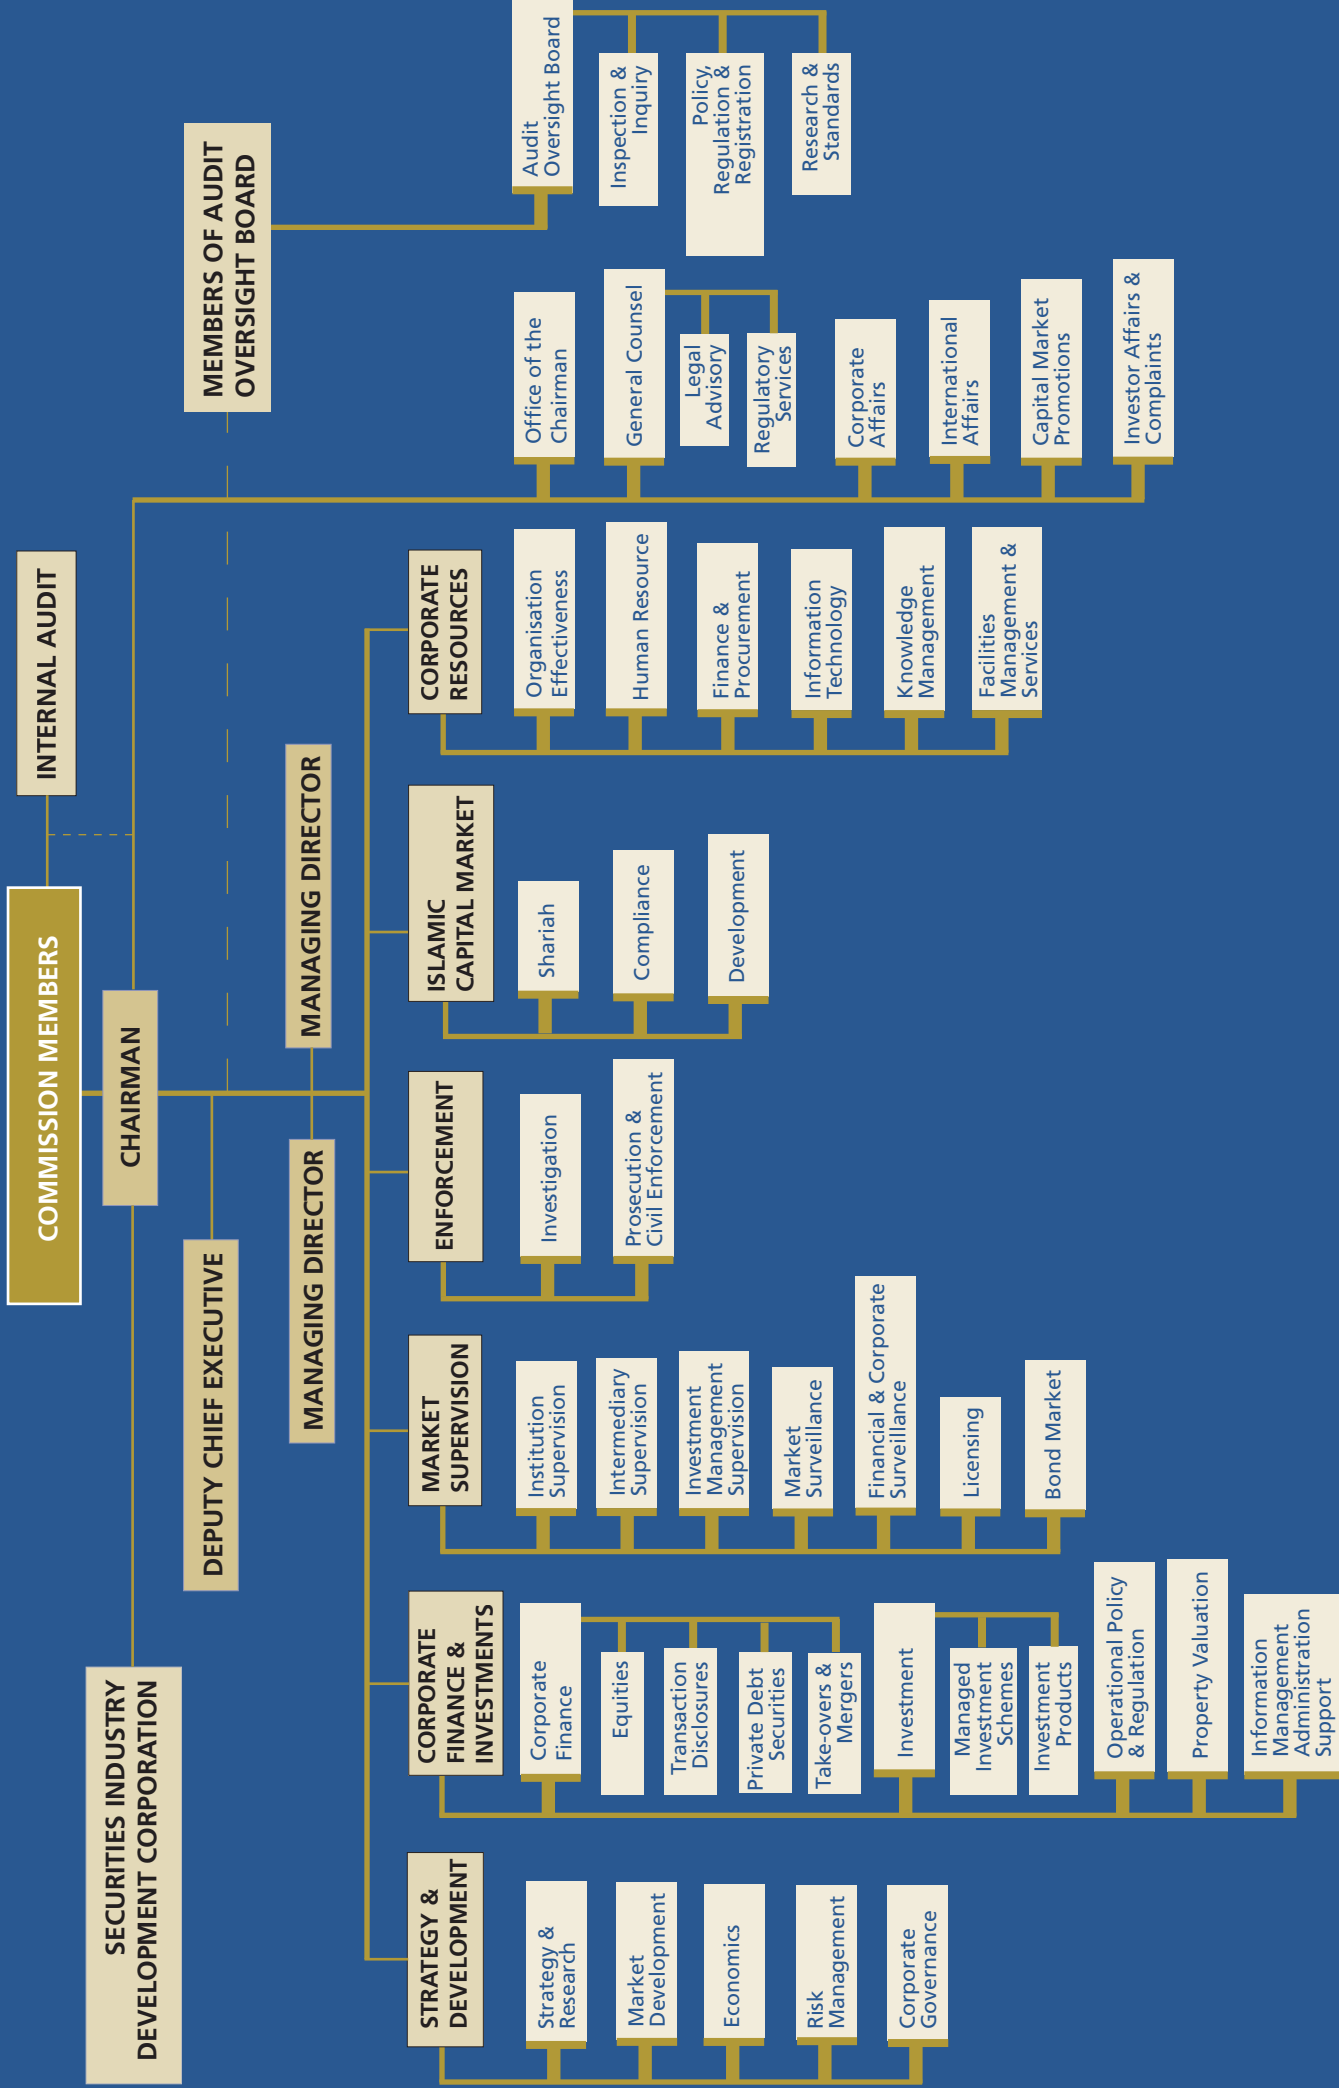 COMMISSION MEMBERS
INTERNAL AUDIT
CHAIRMAN
SECURITIES INDUSTRY
DEVELOPMENT CORPORATION
DEPUTY CHIEF EXECUTIVE
MEMBERS OF AUDIT
OVERSIGHT BOARD
MANAGING DIRECTOR
MANAGING DIRECTOR
STRATEGY &
DEVELOPMENT
Strategy &
Research
Market
Development
Economics
Risk
Management
Corporate
Governance
CORPORATE
FINANCE &
INVESTMENTS
Corporate
Finance
Equities
Transaction
Disclosures
Private Debt
Securities
Take-overs &
Mergers
Investment
Managed
Investment
Schemes
Investment
Products
Operational Policy
& Regulation
Property Valuation
Information
Management
Administration
Support
MARKET
SUPERVISION
Institution
Supervision
Intermediary
Supervision
Investment
Management
Supervision
Market
Surveillance
Financial & Corporate
Surveillance
Licensing
Bond Market
ENFORCEMENT
Investigation
Prosecution &
Civil Enforcement
ISLAMIC
CAPITAL MARKET
Shariah
Compliance
Development
CORPORATE
RESOURCES
Organisation
Effectiveness
Human Resource
Finance &
Procurement
Information
Technology
Knowledge
Management
Facilities
Management &
Services
Office of the
Chairman
General Counsel
Legal
Advisory
Regulatory
Services
Corporate
Affairs
International
Affairs
Capital Market
Promotions
Investor Affairs &
Complaints
Audit
Oversight Board
Inspection &
Inquiry
Policy,
Regulation &
Registration
Research &
Standards